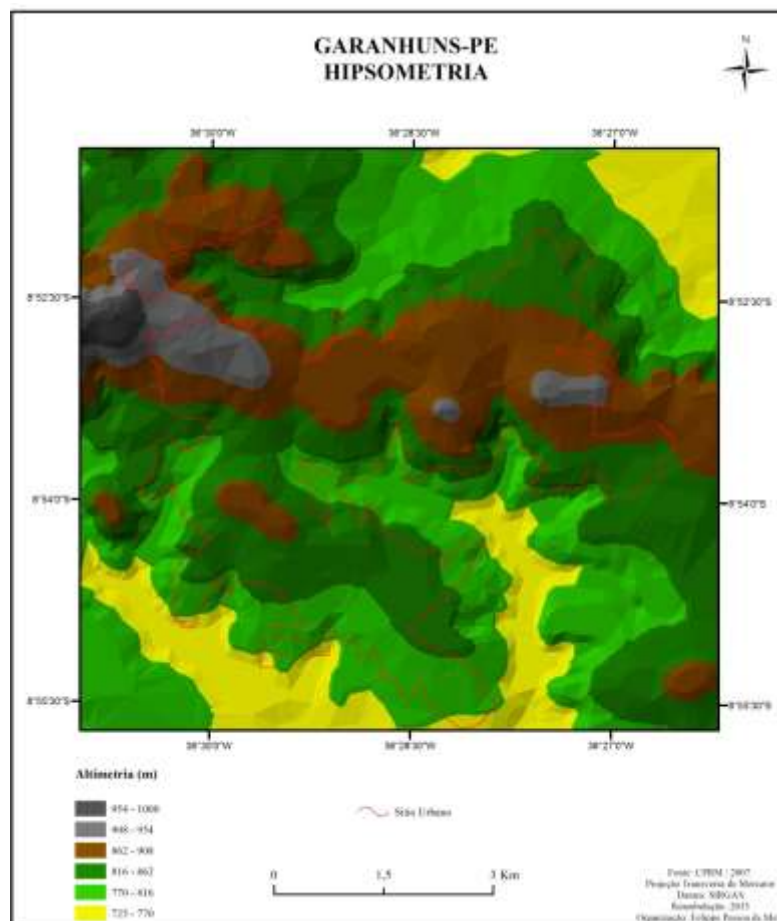 GARANHUNS-PE
HIPSOMETRIA
N
36°30'0"W 36°28'30"W 36°27'0"W
8°52'30"S 8°52'30"S
8°54'0"S 8°54'0"S
8°55'30"S 8°55'30"S
36°30'0"W 36°28'30"W 36°27'0"W
Altimetria (m)
954 - 1000
908 - 954
862 - 908
816 - 862
770 - 816
725 - 770
Sítio Urbano
0 1,5 3 Km
Fonte: CPRM / 2007
Projeção Transversa de Mercator
Datum: SIRGAS
2015
Organização: